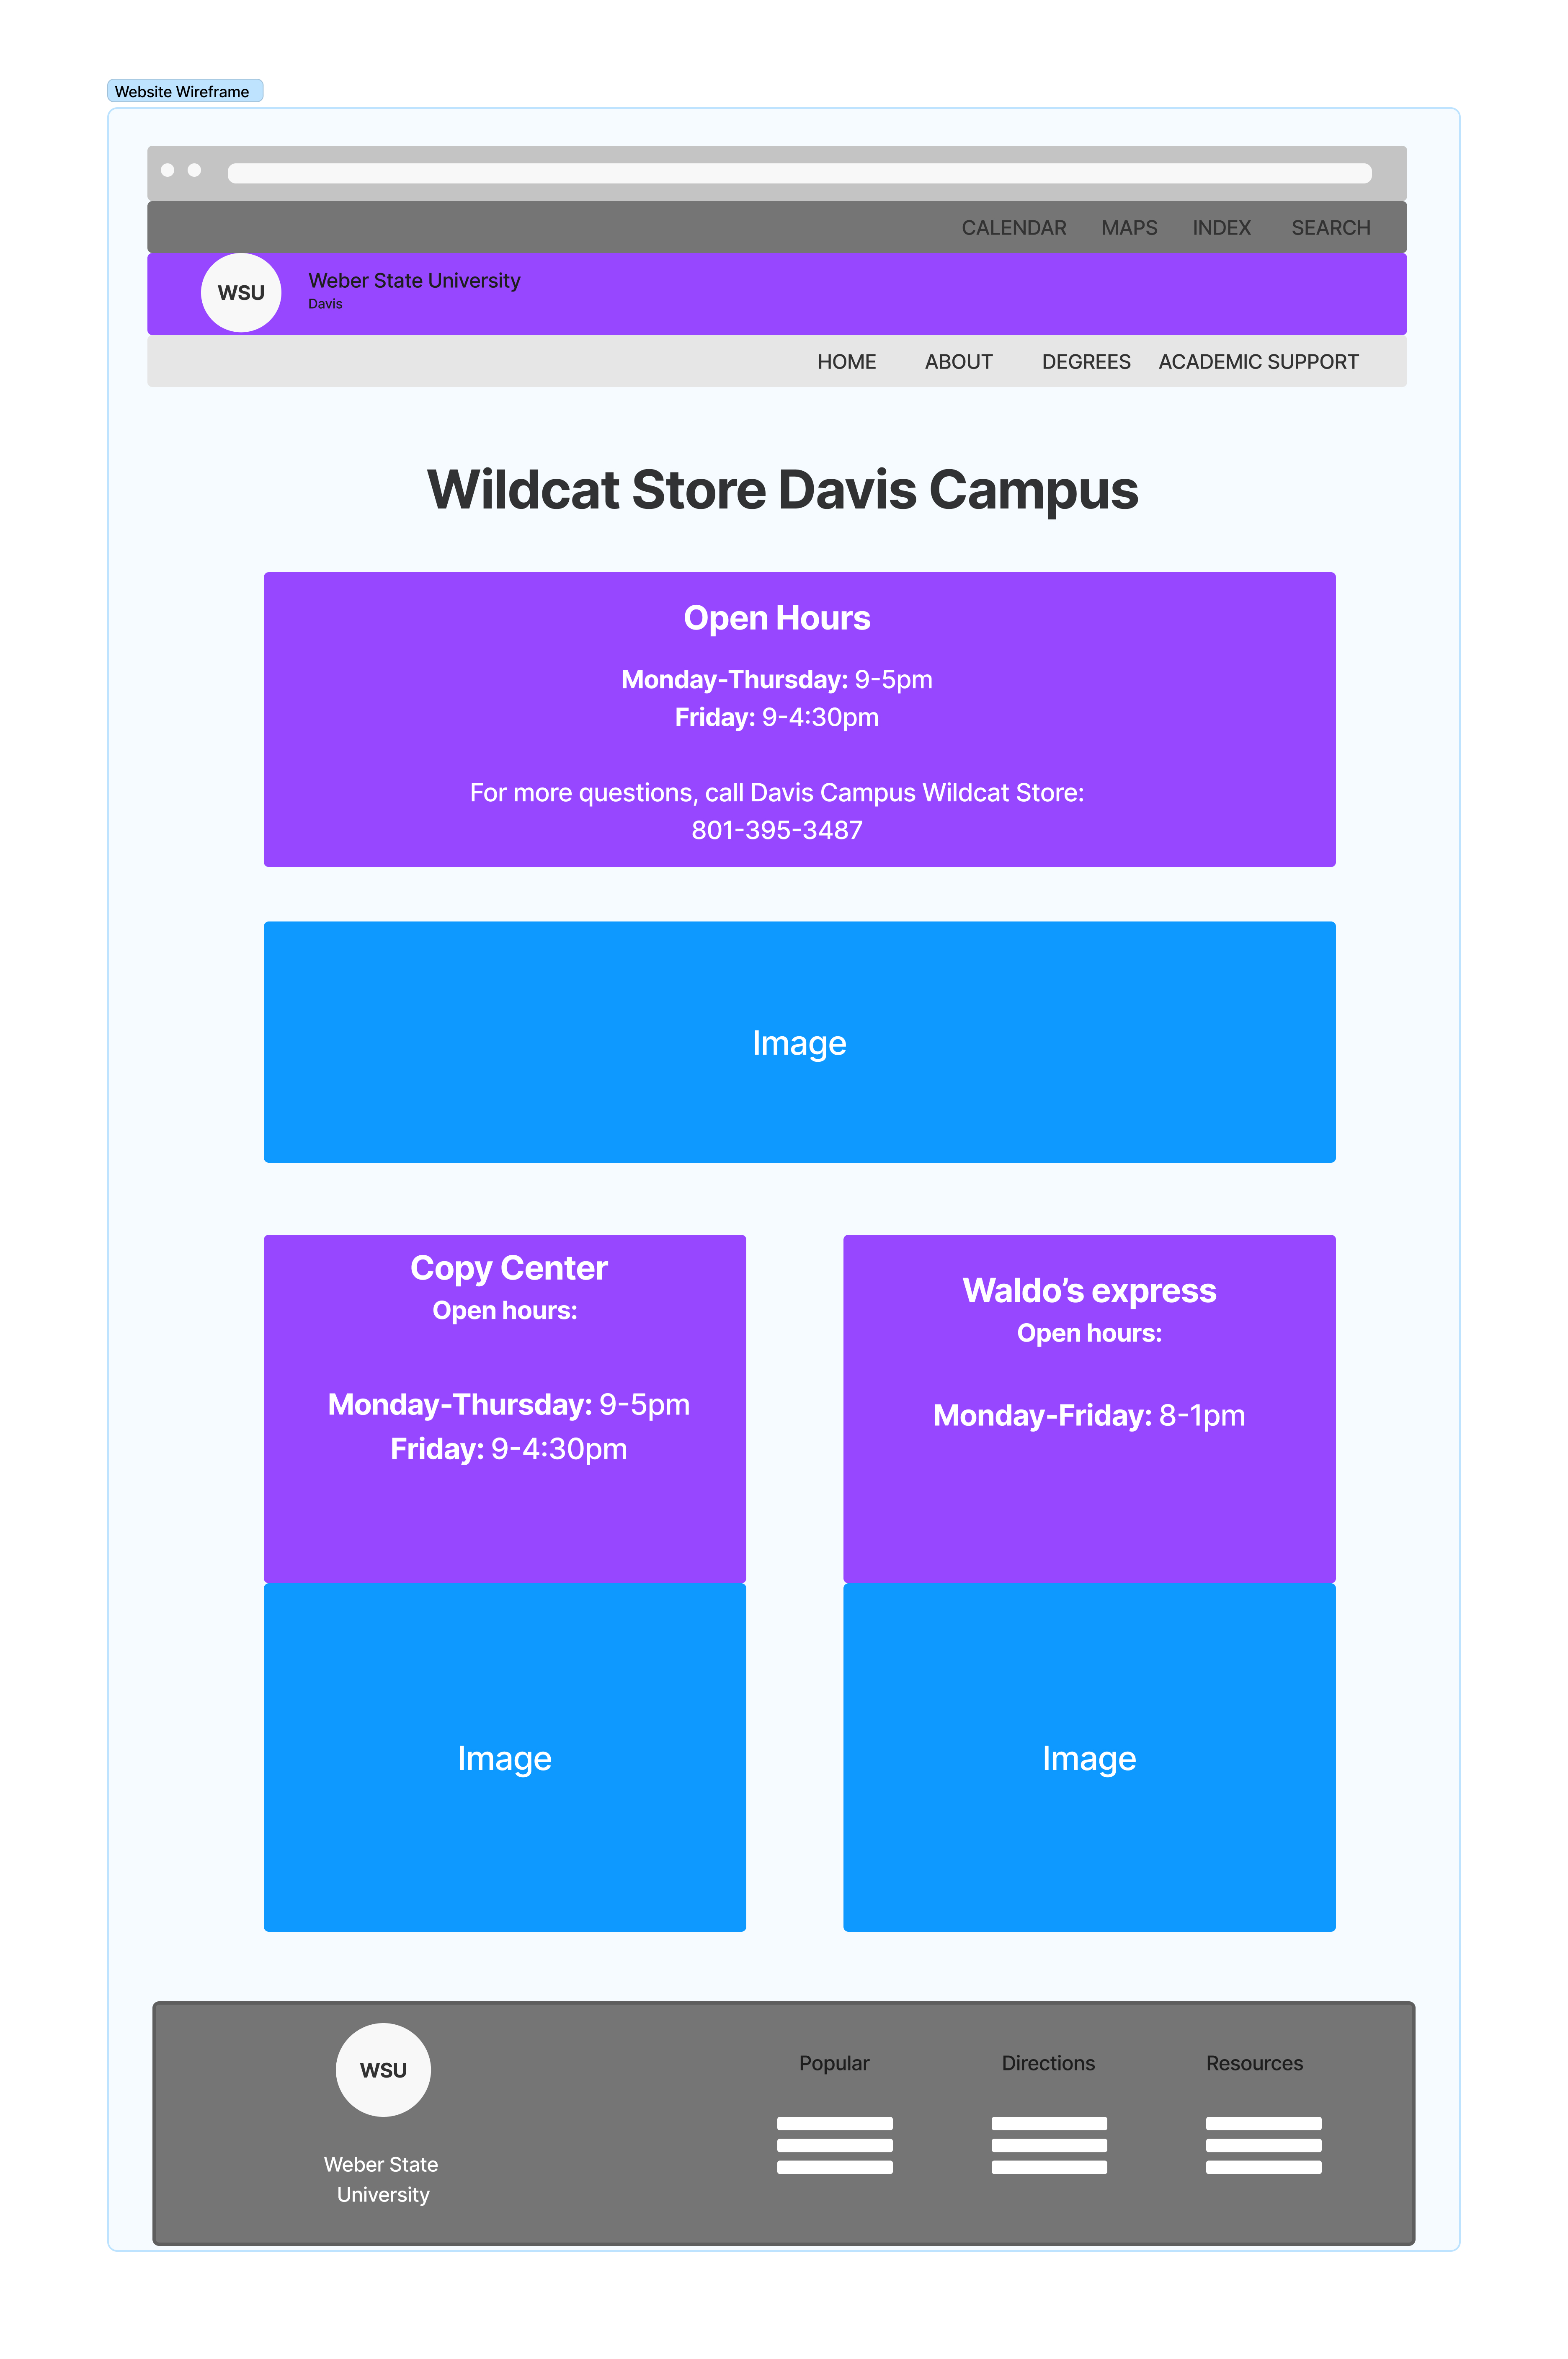 Website Wireframe
CALENDAR MAPS INDEX SEARCH
WSU
Weber State University
Davis
HOME ABOUT DEGREES ACADEMIC SUPPORT
Wildcat Store Davis Campus
Open Hours
Monday-Thursday: 9-5pm
Friday: 9-4:30pm
For more questions, call Davis Campus Wildcat Store:
801-395-3487
Image
Copy Center
Open hours:
Monday-Thursday: 9-5pm
Friday: 9-4:30pm
Waldo’s express
Open hours:
Monday-Friday: 8-1pm
Image
Image
WSU
Weber State
University
Popular
Directions
Resources